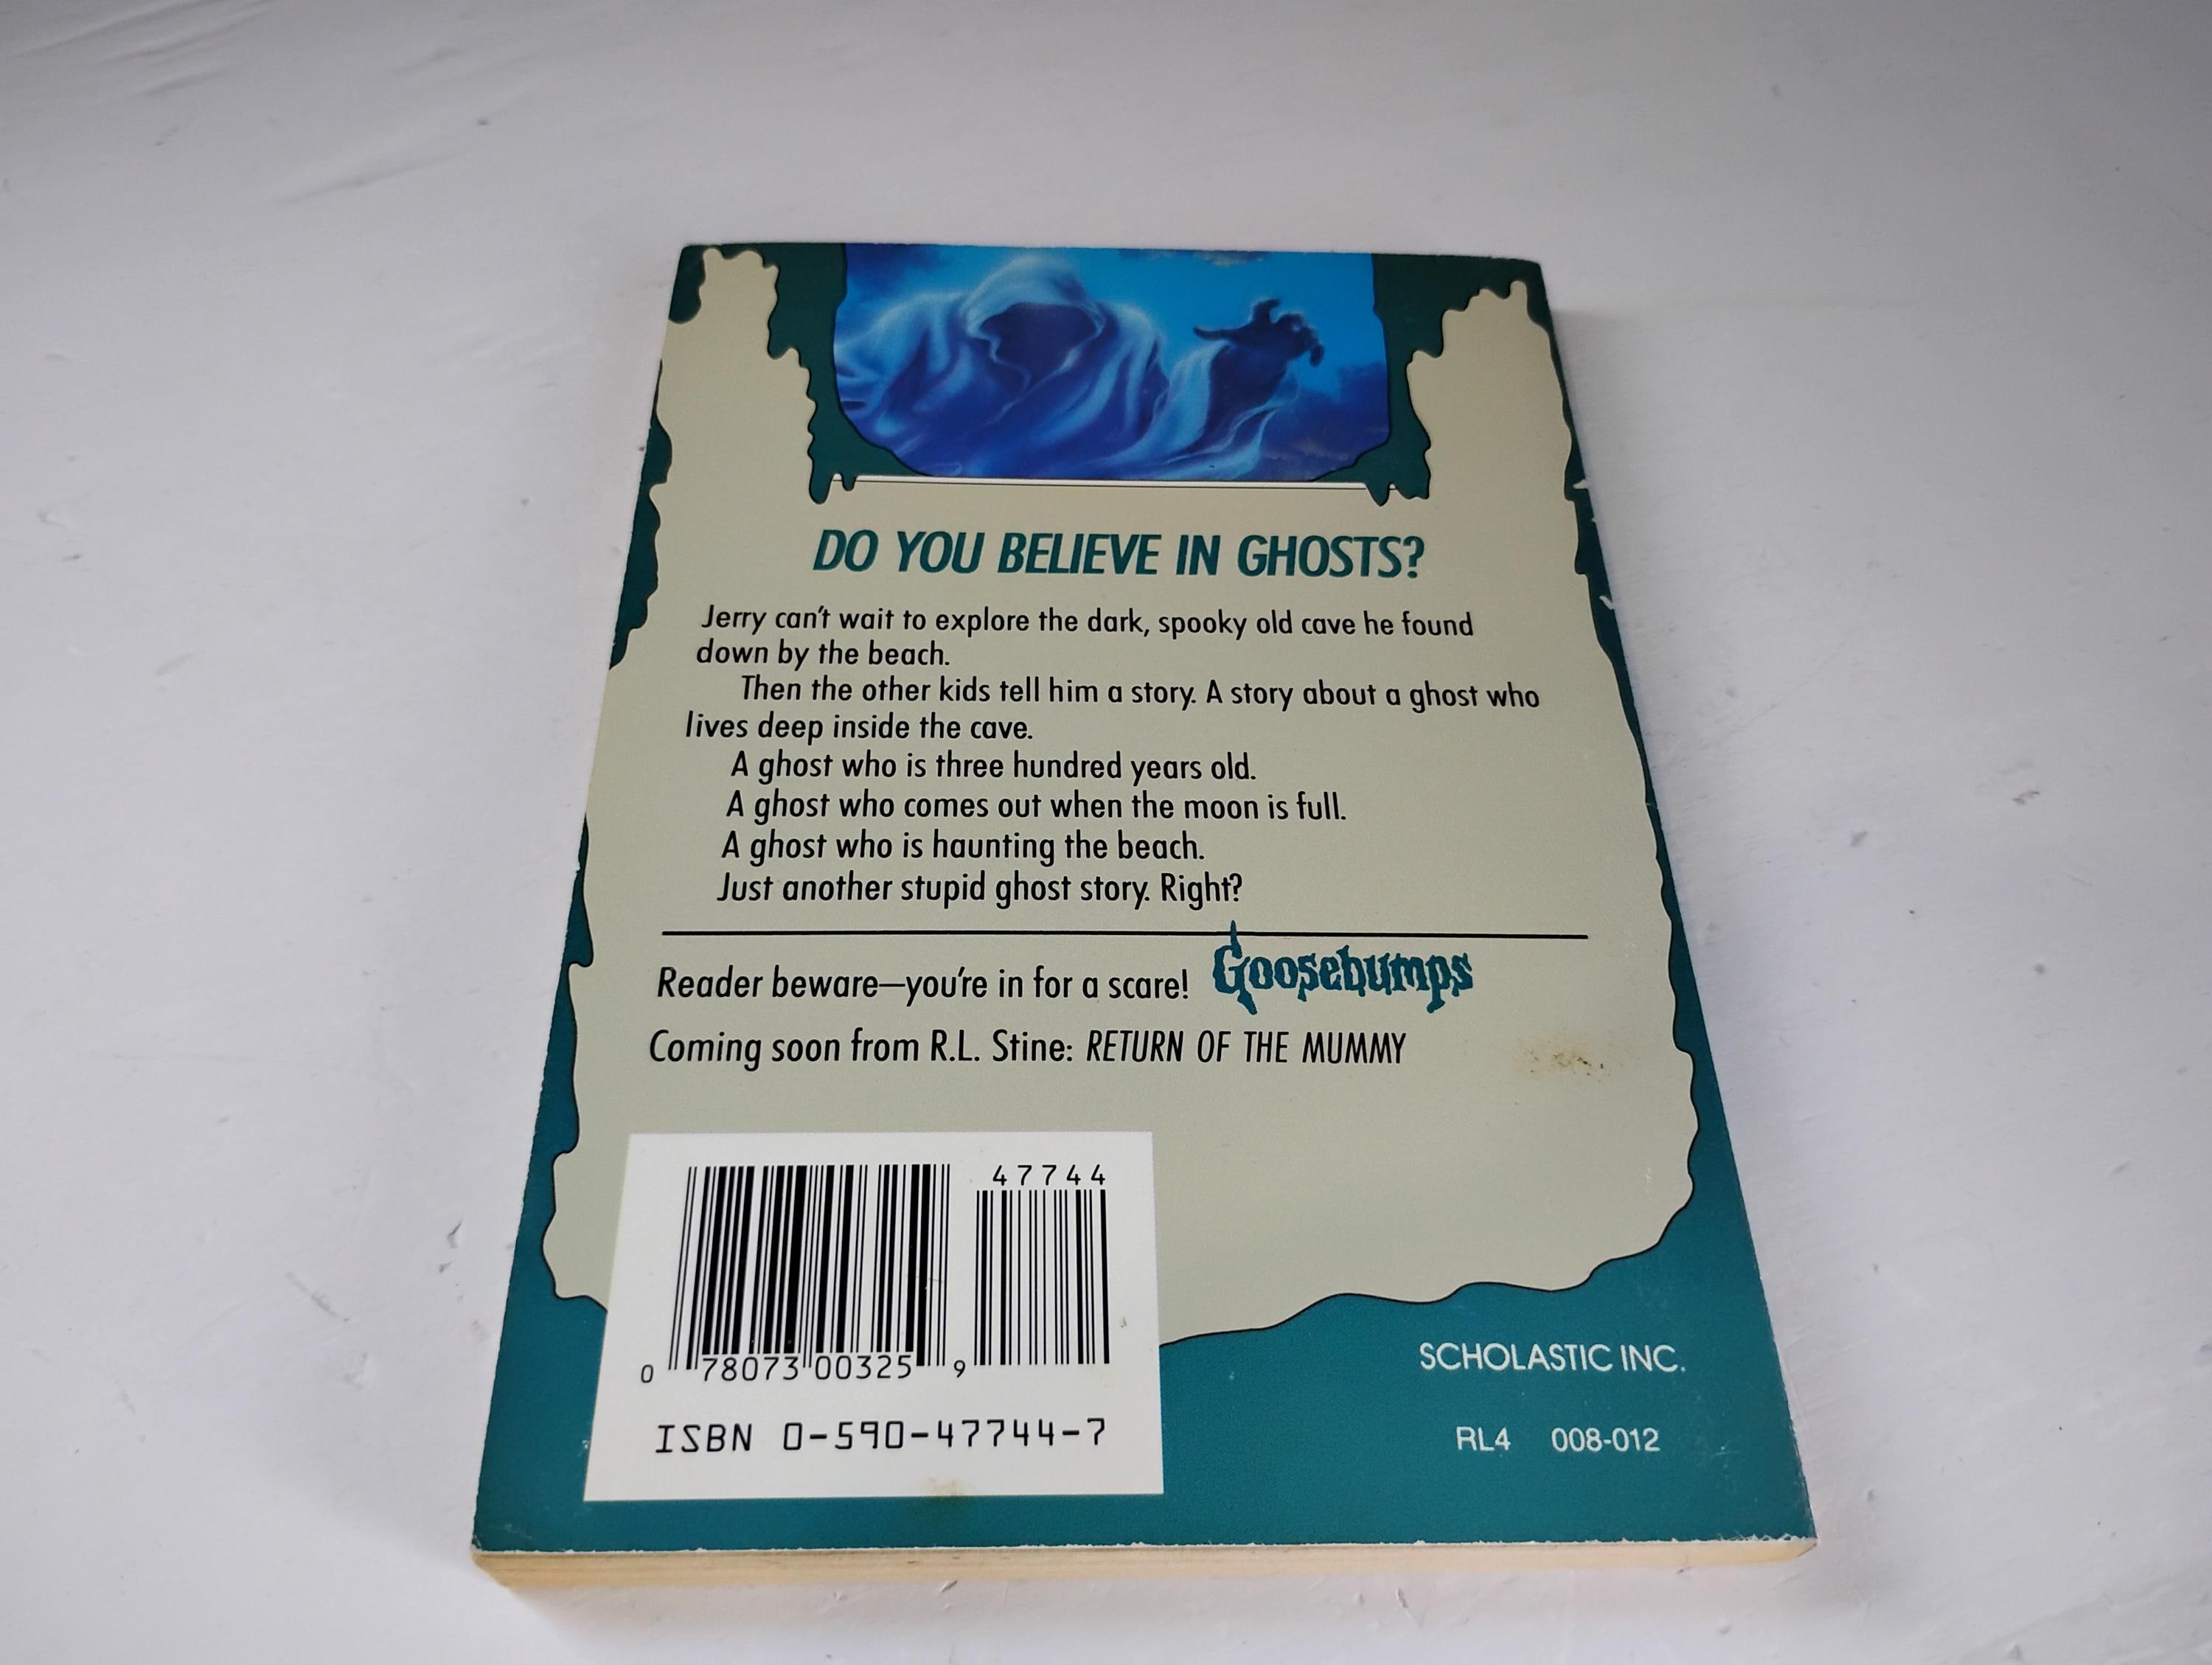 DO YOU BELIEVE IN GHOSTS?
Jerry can't wait to explore the dark, spooky old cave he found
down by the beach.
Then the other kids tell him a story. A story about a ghost who
lives deep inside the cave.
A ghost who is three hundred years old.
A ghost who comes out when the moon is full.
A ghost who is haunting the beach.
Just another stupid ghost story. Right?
Reader beware—you're in for a scare! Goosebumps
Coming soon from R.L. Stine: RETURN OF THE MUMMY
47744
0 78073 00325 9
ISBN 0-590-47744-7
SCHOLASTIC INC.
RL4 008-012